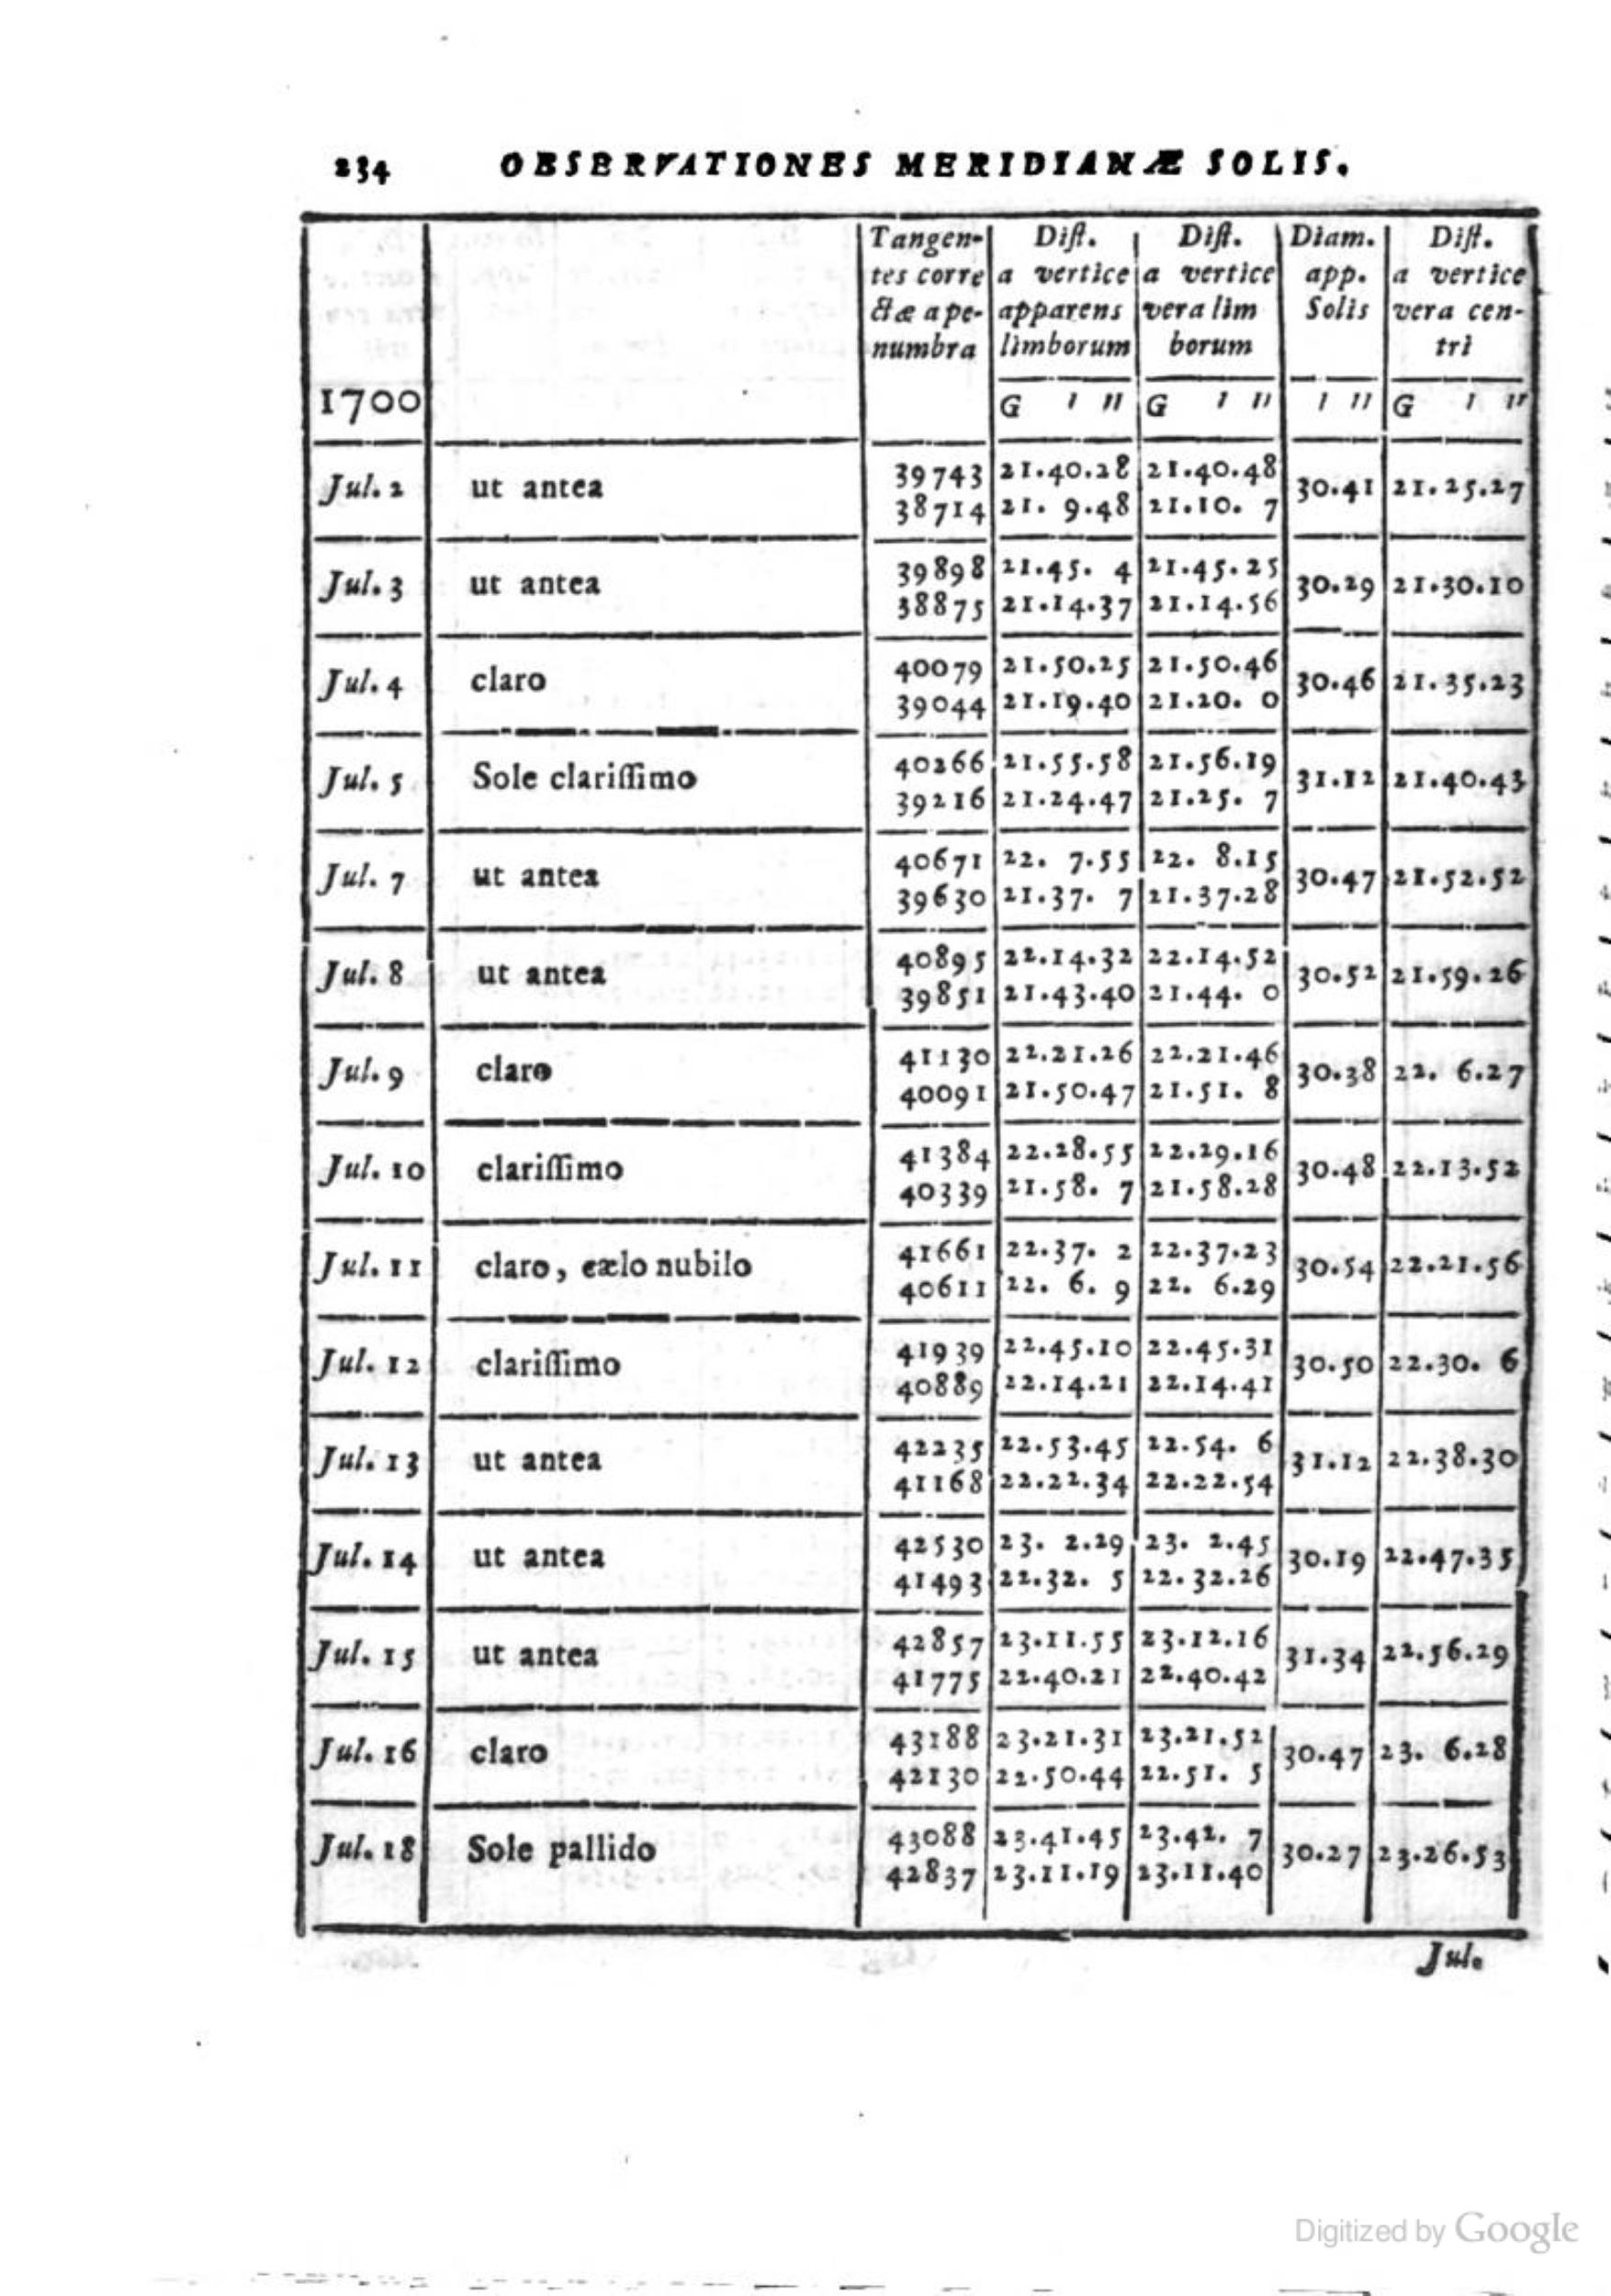 234 OBSERVATIONES MERIDIANÆ SOLIS.
Tangen- Diſt. Diſt. Diam. Diſt.
tes corre a vertice a vertice app. a vertice
ctæ a pe- apparens vera lim Solis vera cen-
numbra limborum borum tri
1700 G ' " G ' " ' " G ' "
39743 21.40.28 21.40.48
Jul. 2 ut antea 30.41 21.25.27
38714 21. 9.48 21.10. 7
39898 21.45. 4 21.45.25
Jul. 3 ut antea 30.29 21.30.10
38875 21.14.37 21.14.56
40079 21.50.25 21.50.46
Jul. 4 claro 30.46 21.35.23
39044 21.19.40 21.20. 0
40266 21.55.58 21.56.19
Jul. 5 Sole clariſſimo 31.12 21.40.43
39216 21.24.47 21.25. 7
40671 22. 7.55 22. 8.15
Jul. 7 ut antea 30.47 21.52.52
39630 21.37. 7 21.37.28
40895 22.14.32 22.14.52
Jul. 8 ut antea 30.52 21.59.26
39851 21.43.40 21.44. 0
41130 22.21.26 22.21.46
Jul. 9 claro 30.38 22. 6.27
40091 21.50.47 21.51. 8
41384 22.28.55 22.29.16
Jul. 10 clariſſimo 30.48 22.13.52
40339 21.58. 7 21.58.28
41661 22.37. 2 22.37.23
Jul. 11 claro, cælo nubilo 30.54 22.21.56
40611 22. 6. 9 22. 6.29
41939 22.45.10 22.45.31
Jul. 12 clariſſimo 30.50 22.30. 6
40889 22.14.21 22.14.41
42235 22.53.45 22.54. 6
Jul. 13 ut antea 31.12 22.38.30
41168 22.22.34 22.22.54
42530 23. 2.29 23. 2.45
Jul. 14 ut antea 30.19 22.47.35
41493 22.32. 5 22.32.26
42857 23.11.55 23.12.16
Jul. 15 ut antea 31.34 22.56.29
41775 22.40.21 22.40.42
43188 23.21.31 23.21.52
Jul. 16 claro 30.47 23. 6.28
42130 22.50.44 22.51. 5
43088 23.41.45 23.42. 7
Jul. 18 Sole pallido 30.27 23.26.53
42837 23.11.19 23.11.40
Jul.
Digitized by Google